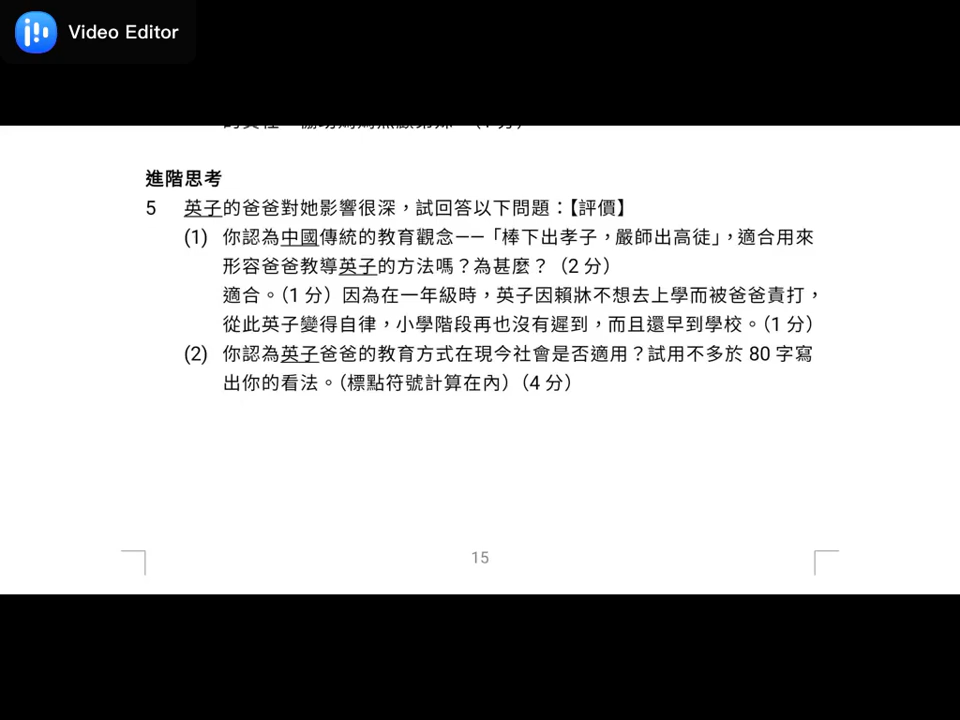 Video Editor
進階思考
5 英子的爸爸對她影響很深，試回答以下問題：【評價】
(1) 你認為中國傳統的教育觀念——「棒下出孝子，嚴師出高徒」，適合用來
形容爸爸教導英子的方法嗎？為甚麼？（2 分）
適合。（1 分）因為在一年級時，英子因賴牀不想去上學而被爸爸責打，
從此英子變得自律，小學階段再也沒有遲到，而且還早到學校。（1 分）
(2) 你認為英子爸爸的教育方式在現今社會是否適用？試用不多於 80 字寫
出你的看法。（標點符號計算在內）（4 分）
15